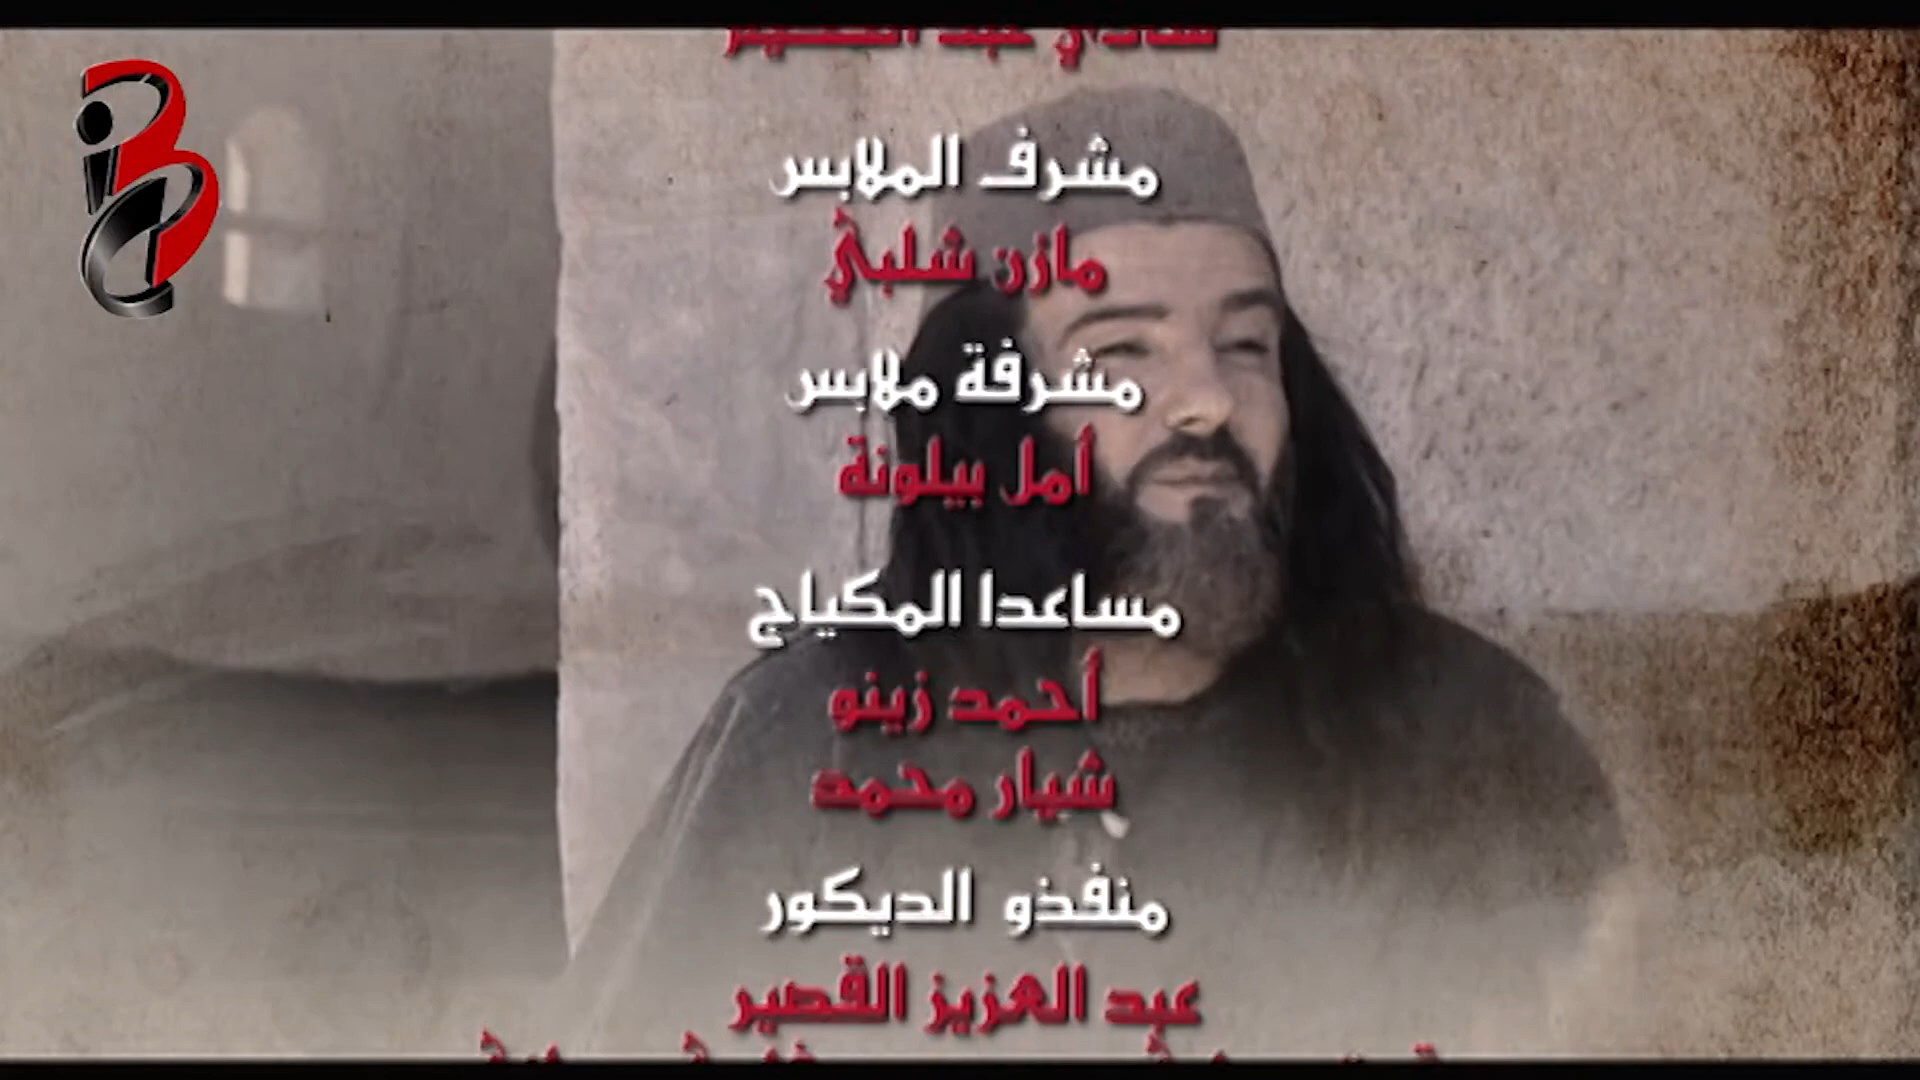 مشرف الملابس
مازن شلبي
مشرفة ملابس
أمل بيلونة
مساعدا المكياج
أحمد زينو
شيار محمد
منفذو الديكور
عبد العزيز القصير